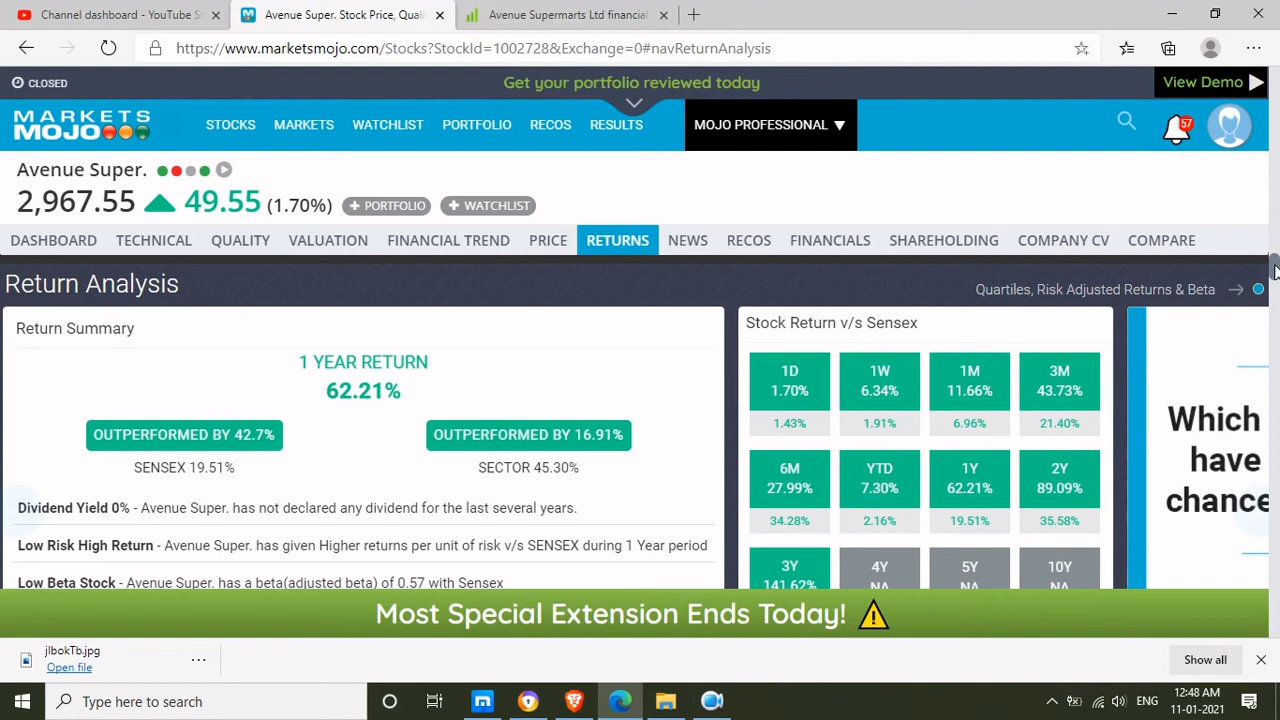 Channel dashboard - YouTube S
Avenue Super. Stock Price, Quali
Avenue Supermarts Ltd financial
https://www.marketsmojo.com/Stocks?StockId=1002728&Exchange=0#navReturnAnalysis
CLOSED
Get your portfolio reviewed today
View Demo
MARKETS
MOJO
STOCKS MARKETS WATCHLIST PORTFOLIO RECOS RESULTS MOJO PROFESSIONAL ▼
57
Avenue Super.
2,967.55 ▲ 49.55 (1.70%) + PORTFOLIO + WATCHLIST
DASHBOARD TECHNICAL QUALITY VALUATION FINANCIAL TREND PRICE RETURNS NEWS RECOS FINANCIALS SHAREHOLDING COMPANY CV COMPARE
Return Analysis
Quartiles, Risk Adjusted Returns & Beta →
Return Summary
1 YEAR RETURN
62.21%
OUTPERFORMED BY 42.7% OUTPERFORMED BY 16.91%
SENSEX 19.51% SECTOR 45.30%
Dividend Yield 0% - Avenue Super. has not declared any dividend for the last several years.
Low Risk High Return - Avenue Super. has given Higher returns per unit of risk v/s SENSEX during 1 Year period
Low Beta Stock - Avenue Super. has a beta(adjusted beta) of 0.57 with Sensex
Stock Return v/s Sensex
1D 1W 1M 3M
1.70% 6.34% 11.66% 43.73%
1.43% 1.91% 6.96% 21.40%
6M YTD 1Y 2Y
27.99% 7.30% 62.21% 89.09%
34.28% 2.16% 19.51% 35.58%
3Y 4Y 5Y 10Y
141.62% NA NA NA
Which
have
chance
Most Special Extension Ends Today!
jlbokTb.jpg
Open file
Show all
Type here to search
ENG
12:48 AM
11-01-2021